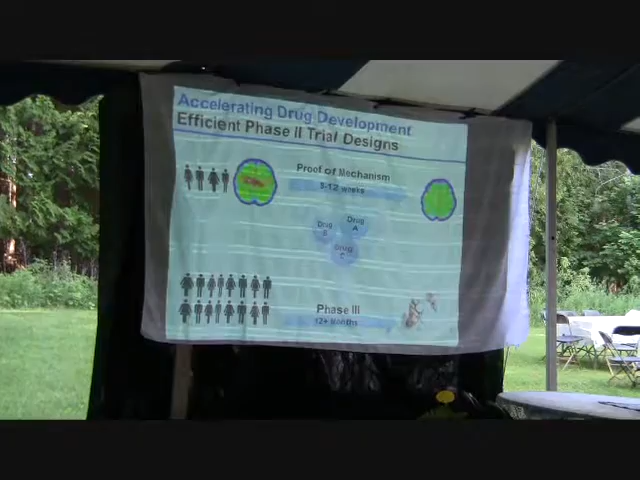 Accelerating Drug Development
Efficient Phase II Trial Designs
Proof of Mechanism
8-12 weeks
Drug A
Drug B
Drug C
Phase III
12+ Months